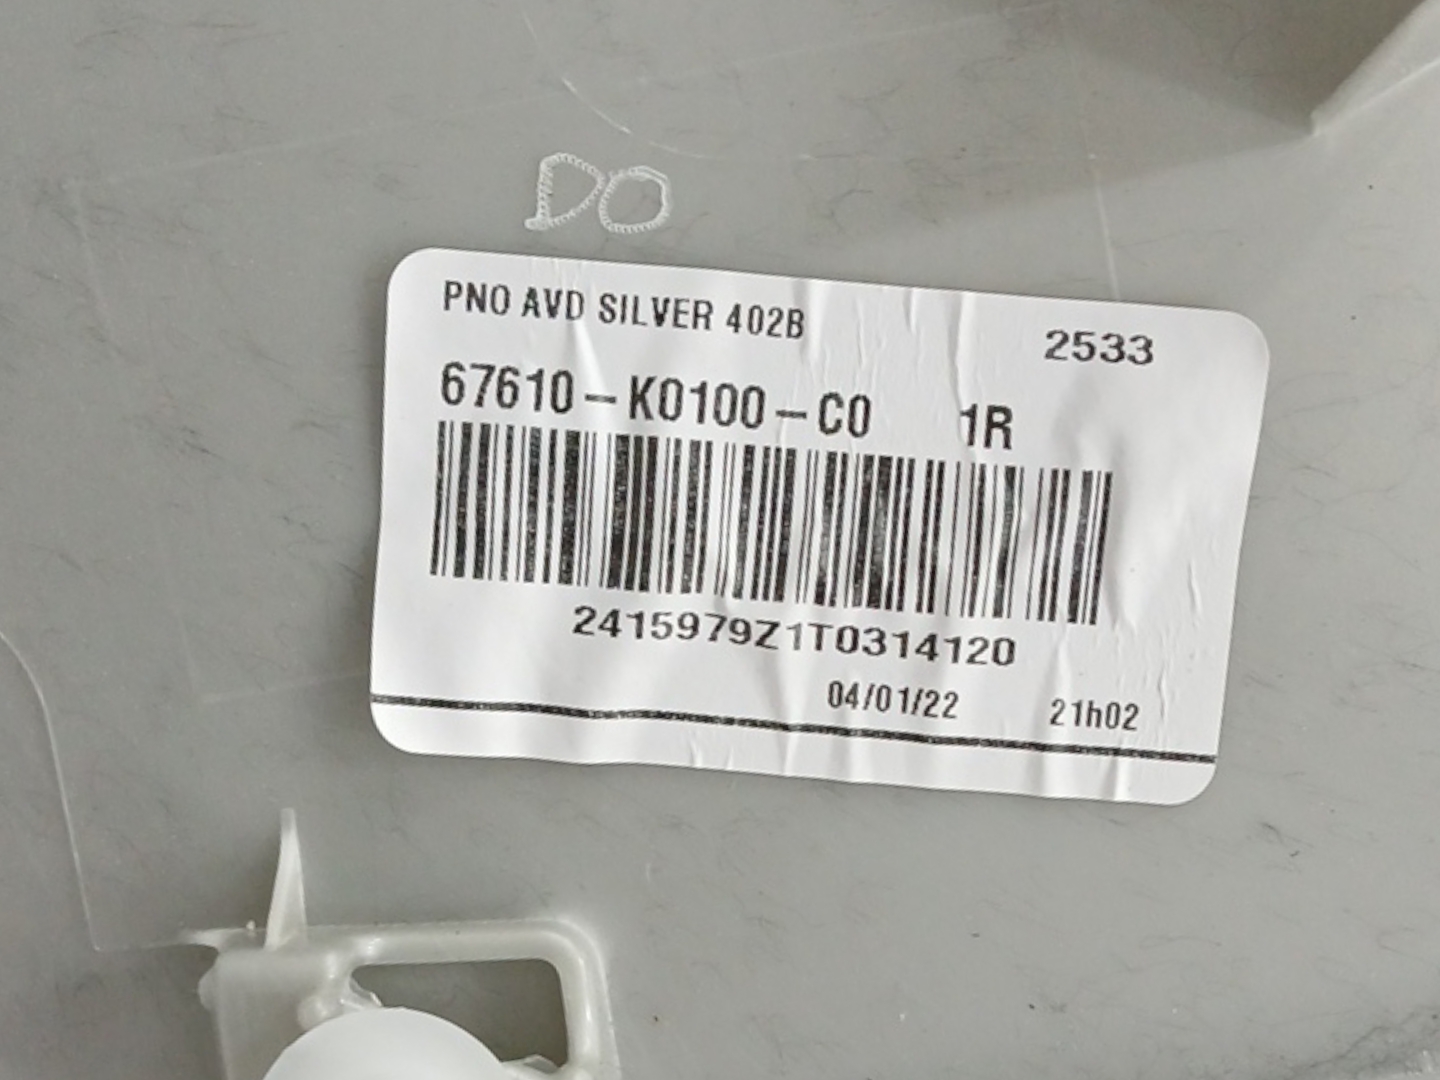 DO
PNO AVD SILVER 402B 2533
67610-K0100-C0 1R
2415979Z1T0314120
04/01/22 21h02